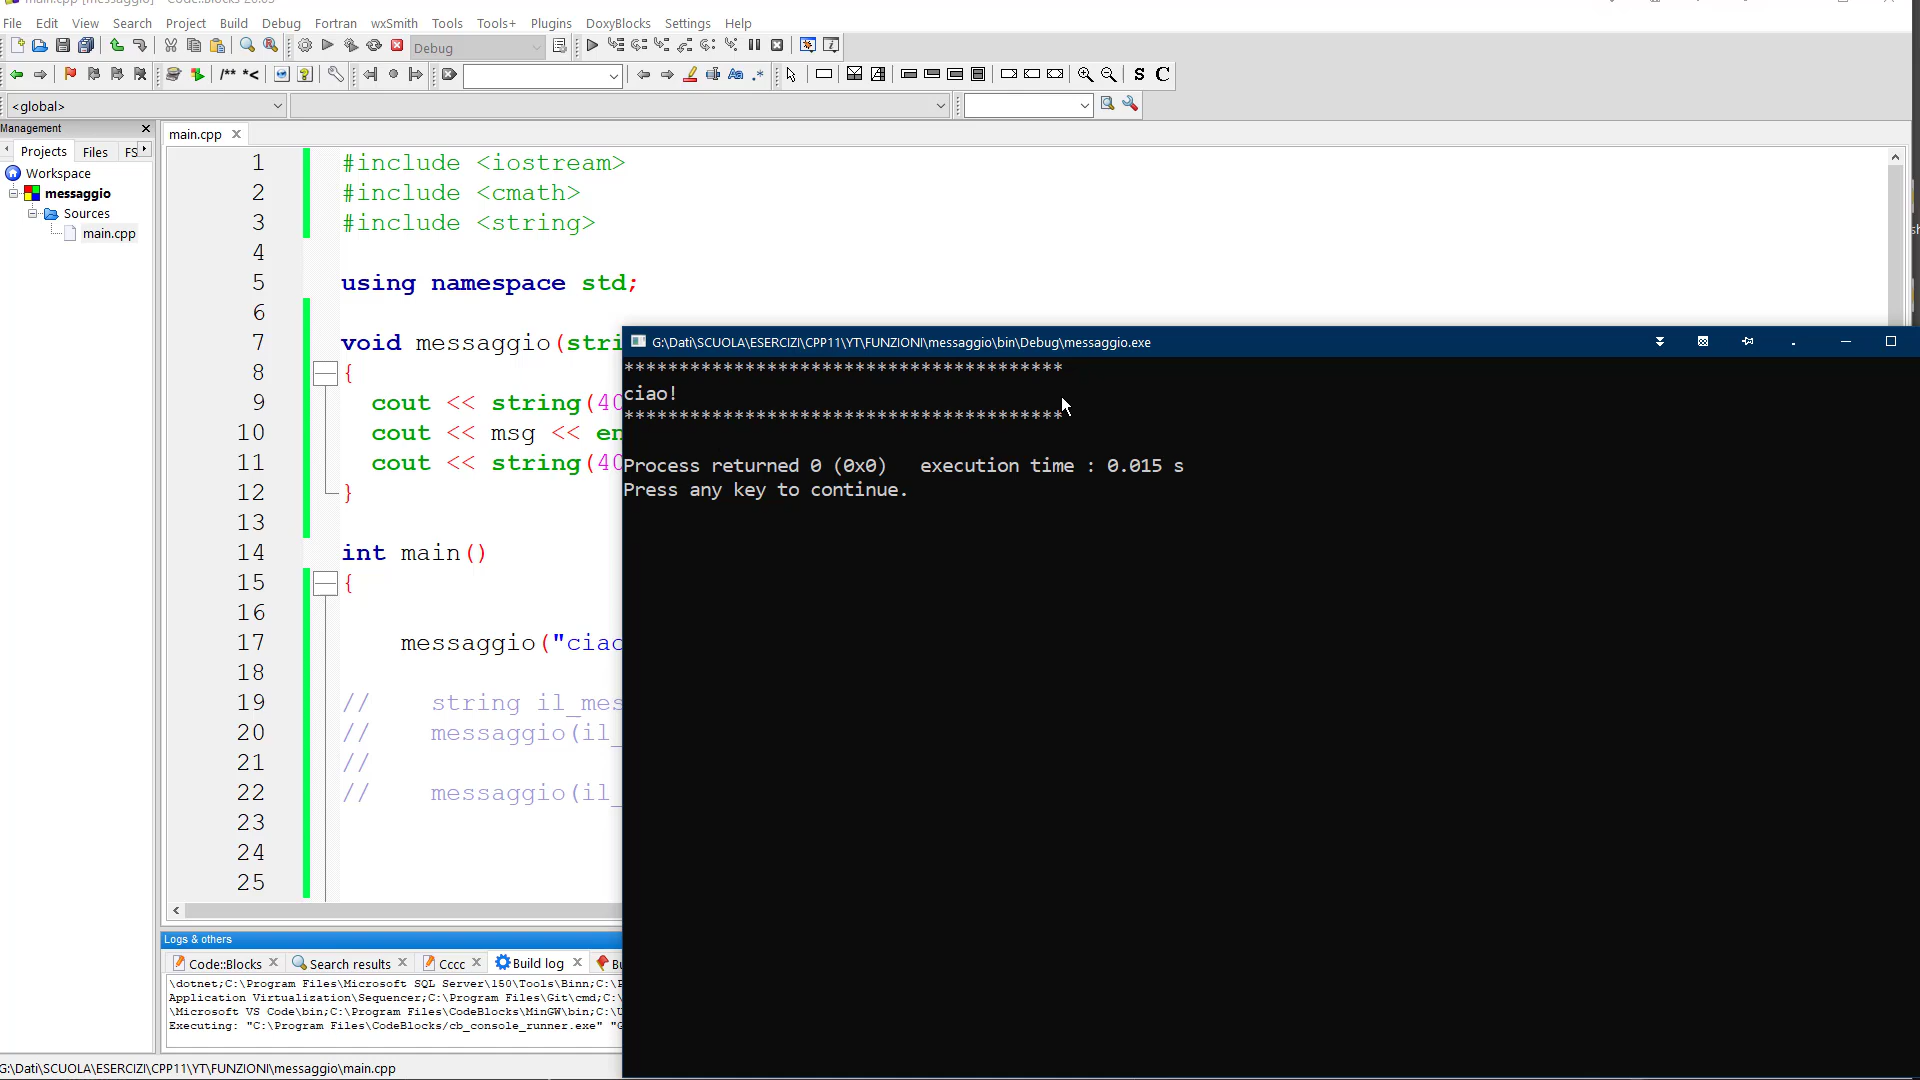 File Edit View Search Project Build Debug Fortran wxSmith Tools Tools+ Plugins DoxyBlocks Settings Help
Debug
/** *<
Aa .* S C
<global>
Management
Projects Files FS
Workspace
messaggio
Sources
main.cpp
main.cpp
1 #include <iostream>
2 #include <cmath>
3 #include <string>
4
5 using namespace std;
6
7 void messaggio(stri
8 {
9 cout << string(40
10 cout << msg << en
11 cout << string(40
12 }
13
14 int main()
15 {
16
17 messaggio("ciao
18
19 // string il_mes
20 // messaggio(il_
21 //
22 // messaggio(il_
23
24
25
G:\Dati\SCUOLA\ESERCIZI\CPP11\YT\FUNZIONI\messaggio\bin\Debug\messaggio.exe
****************************************
ciao!
****************************************
Process returned 0 (0x0)   execution time : 0.015 s
Press any key to continue.
Logs & others
Code::Blocks Search results Cccc Build log Bu
\dotnet;C:\Program Files\Microsoft SQL Server\150\Tools\Binn;C:\P
Application Virtualization\Sequencer;C:\Program Files\Git\cmd;C:\
\Microsoft VS Code\bin;C:\Program Files\CodeBlocks\MinGW\bin;C:\U
Executing: "C:\Program Files\CodeBlocks/cb_console_runner.exe" "G
G:\Dati\SCUOLA\ESERCIZI\CPP11\YT\FUNZIONI\messaggio\main.cpp